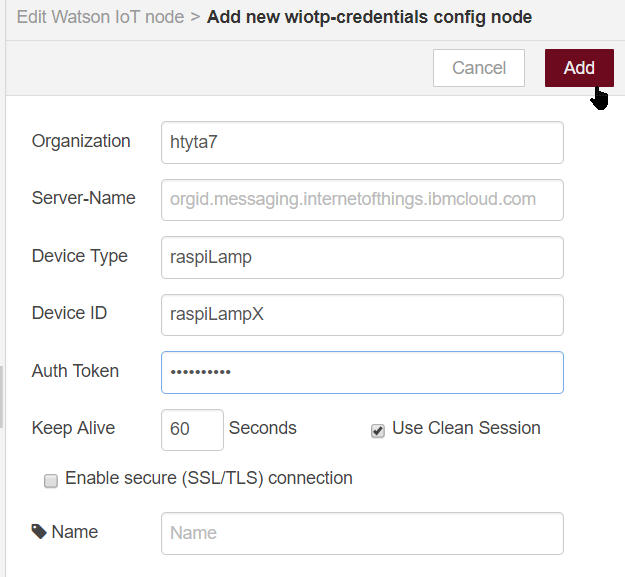 Edit Watson IoT node > Add new wiotp-credentials config node
Cancel Add
Organization htyta7
Server-Name orgid.messaging.internetofthings.ibmcloud.com
Device Type raspiLamp
Device ID raspiLampX
Auth Token ••••••••••
Keep Alive 60 Seconds Use Clean Session
Enable secure (SSL/TLS) connection
Name Name